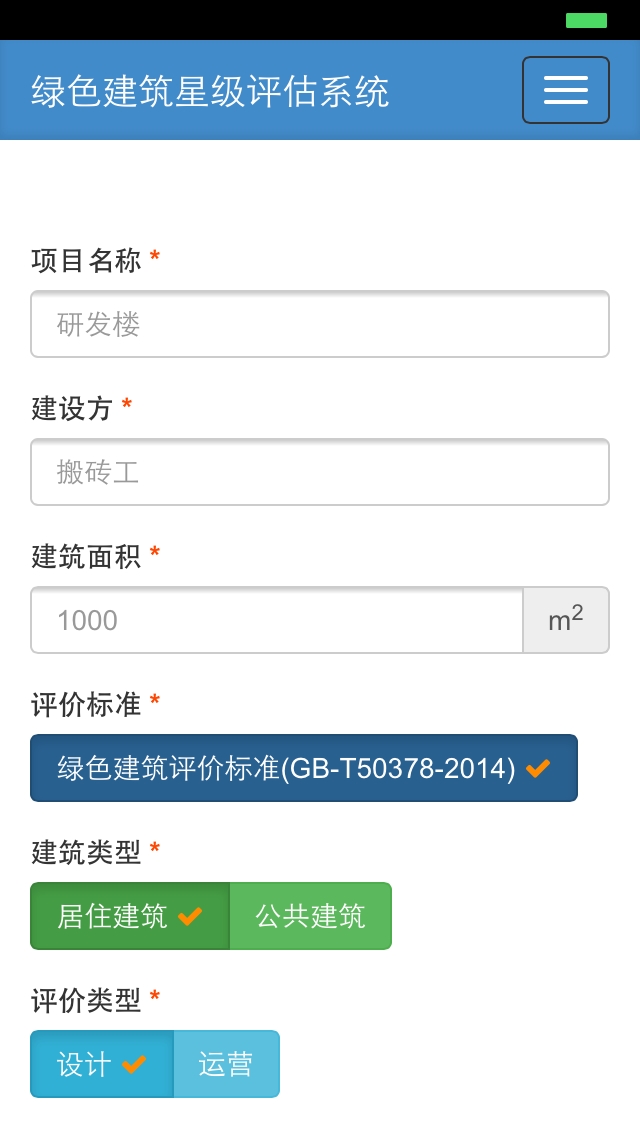 绿色建筑星级评估系统
项目名称 *
研发楼
建设方 *
搬砖工
建筑面积 *
1000 m²
评价标准 *
绿色建筑评价标准(GB-T50378-2014)
建筑类型 *
居住建筑 公共建筑
评价类型 *
设计 运营